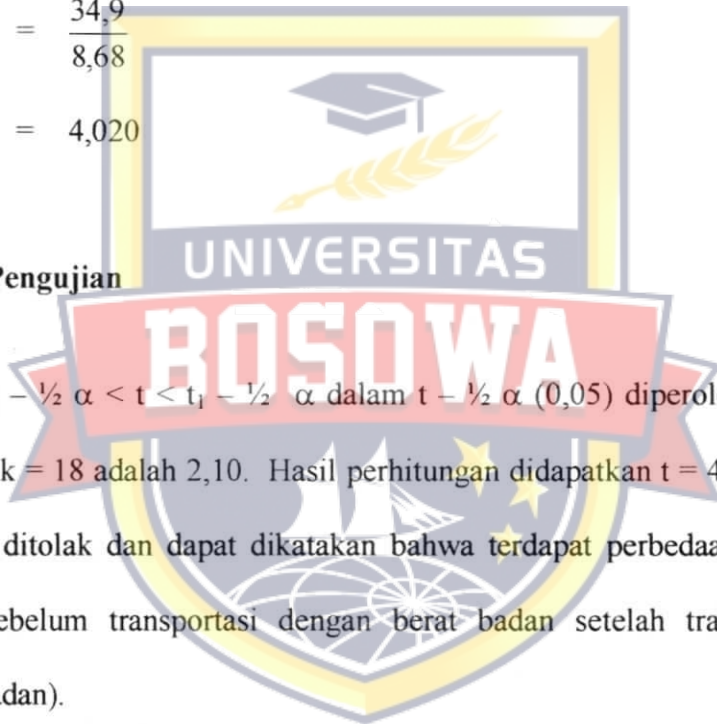 = 34,9
8,68
= 4,020
UNIVERSITAS
Pengujian
BOSOWA
– ½ α < t < t₁ – ½ α dalam t – ½ α (0,05) diperol
k = 18 adalah 2,10. Hasil perhitungan didapatkan t = 4
ditolak dan dapat dikatakan bahwa terdapat perbedaa
ebelum transportasi dengan berat badan setelah tra
adan).